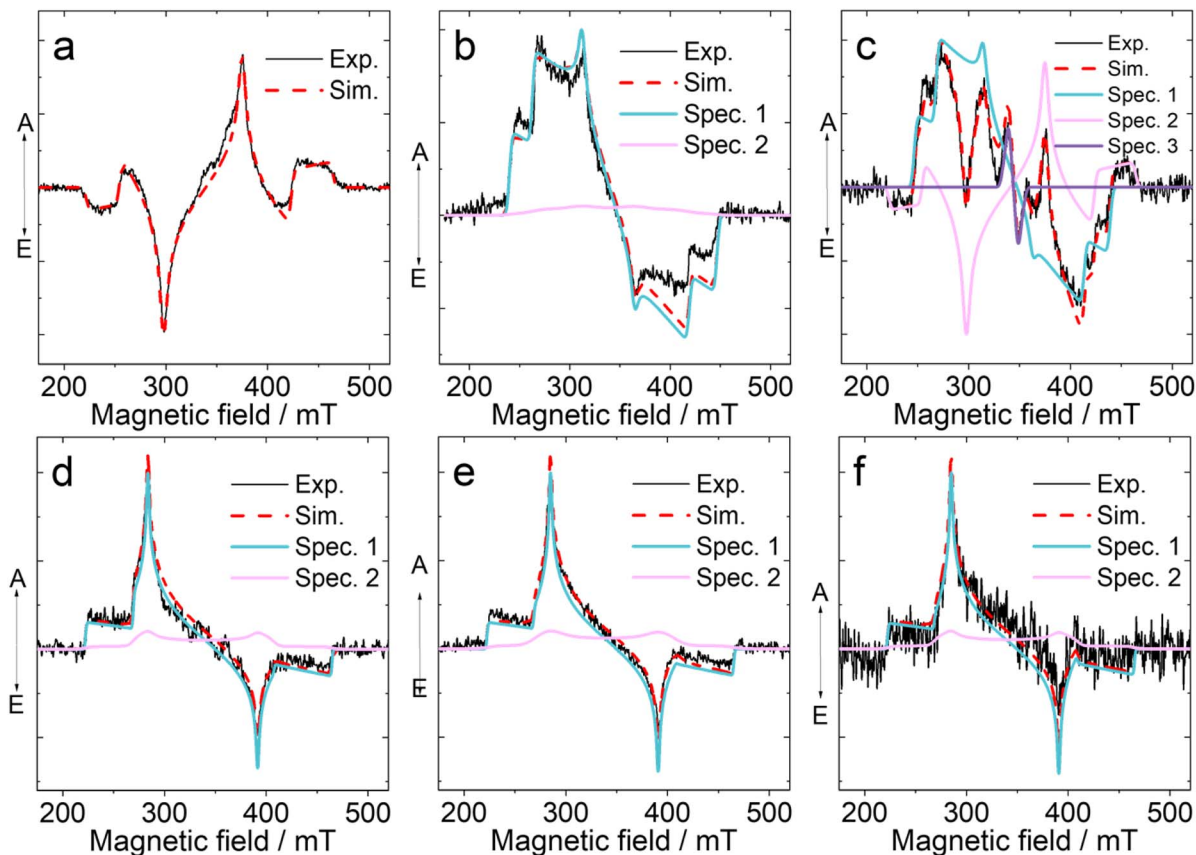 a
Exp.
Sim.
A
E
200 300 400 500
Magnetic field / mT
b
Exp.
Sim.
Spec. 1
Spec. 2
A
E
200 300 400 500
Magnetic field / mT
c
Exp.
Sim.
Spec. 1
Spec. 2
Spec. 3
A
E
200 300 400 500
Magnetic field / mT
d
Exp.
Sim.
Spec. 1
Spec. 2
A
E
200 300 400 500
Magnetic field / mT
e
Exp.
Sim.
Spec. 1
Spec. 2
A
E
200 300 400 500
Magnetic field / mT
f
Exp.
Sim.
Spec. 1
Spec. 2
A
E
200 300 400 500
Magnetic field / mT